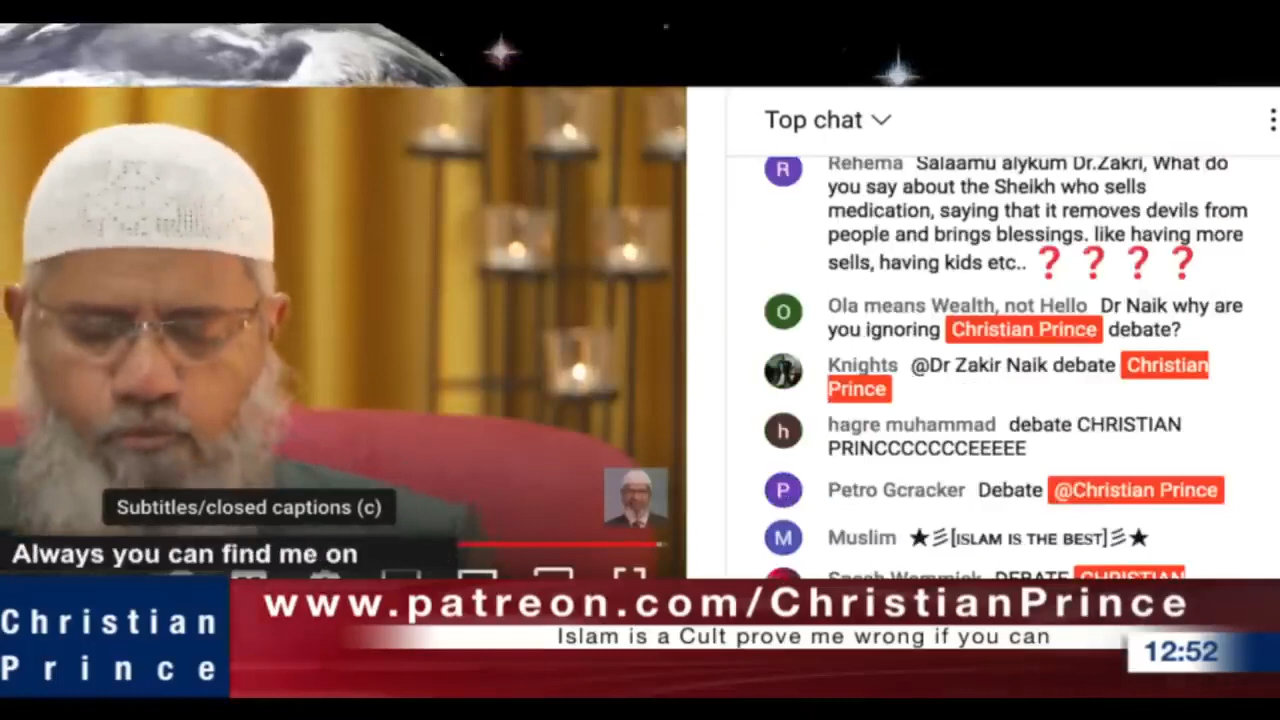 Top chat
Rehema Salaamu alykum Dr.Zakri, What do
you say about the Sheikh who sells
medication, saying that it removes devils from
people and brings blessings. like having more
sells, having kids etc.. ❓ ❓ ❓ ❓
Ola means Wealth, not Hello Dr Naik why are
you ignoring Christian Prince debate?
Knights @Dr Zakir Naik debate Christian
Prince
hagre muhammad debate CHRISTIAN
PRINCCCCCCCEEEEE
Petro Gcracker Debate @Christian Prince
Muslim ★彡[ISLAM IS THE BEST]彡★
DEBATE CHRISTIAN
R
O
h
P
M
Subtitles/closed captions (c)
Always you can find me on
Christian
Prince
www.patreon.com/ChristianPrince
Islam is a Cult prove me wrong if you can
12:52